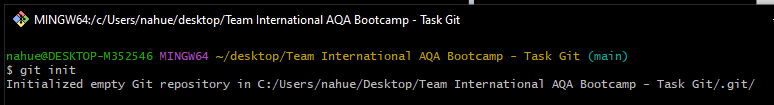 MINGW64:/c/Users/nahue/desktop/Team International AQA Bootcamp - Task Git
nahue@DESKTOP-M352546 MINGW64 ~/desktop/Team International AQA Bootcamp - Task Git (main)
$ git init
Initialized empty Git repository in C:/Users/nahue/Desktop/Team International AQA Bootcamp - Task Git/.git/